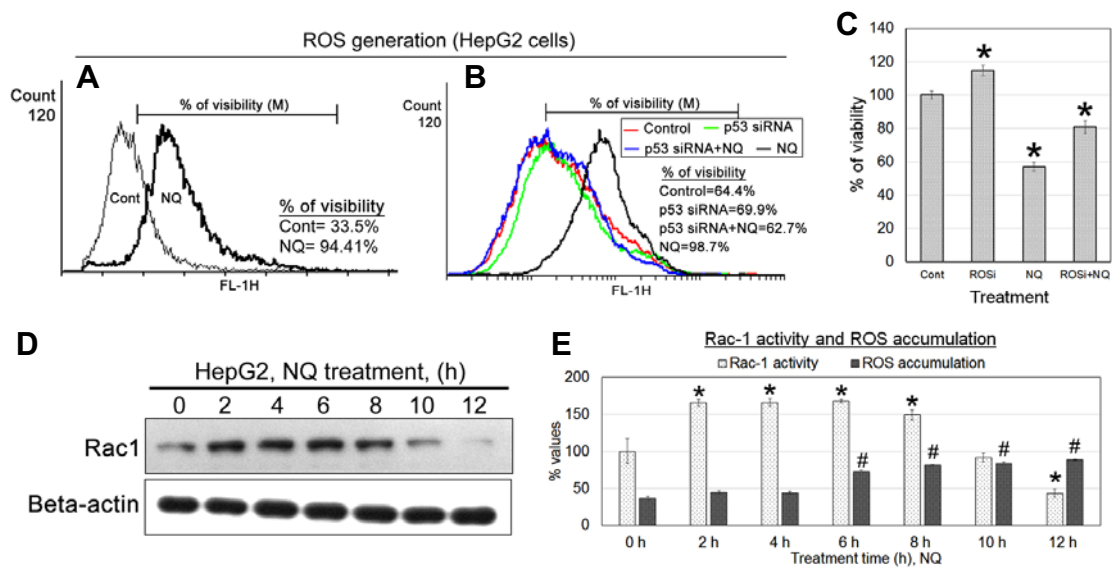 ROS generation (HepG2 cells)
A
Count
120
% of visibility (M)
Cont
NQ
% of visibility
Cont= 33.5%
NQ= 94.41%
FL-1H
B
Count
120
% of visibility (M)
Control
p53 siRNA
p53 siRNA+NQ
NQ
% of visibility
Control=64.4%
p53 siRNA=69.9%
p53 siRNA+NQ=62.7%
NQ=98.7%
FL-1H
C
% of viability
140
120
100
80
60
40
20
0
*
*
*
Cont ROSi NQ ROSi+NQ
Treatment
D
HepG2, NQ treatment, (h)
0 2 4 6 8 10 12
Rac1
Beta-actin
E
Rac-1 activity and ROS accumulation
Rac-1 activity ROS accumulation
% values
200
150
100
50
0
* * * *
# # # #
*
0 h 2 h 4 h 6 h 8 h 10 h 12 h
Treatment time (h), NQ